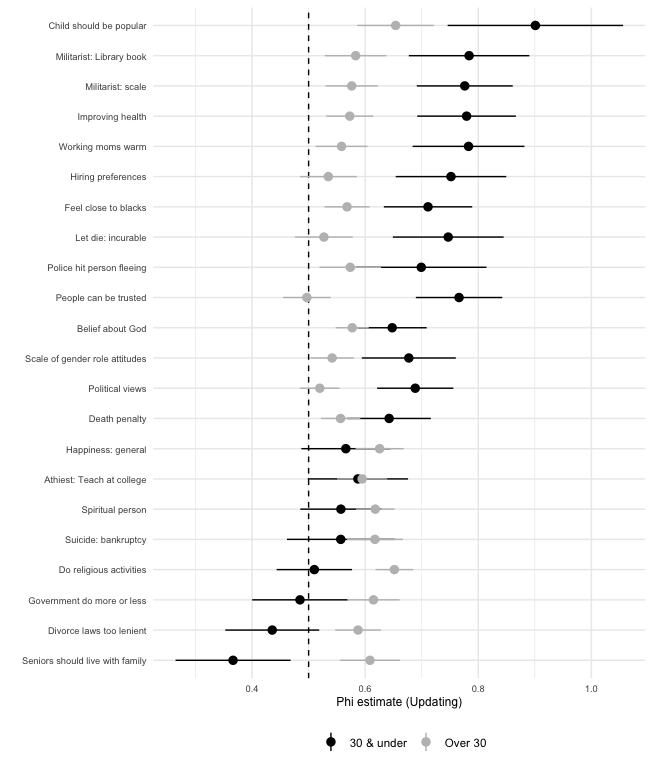 Child should be popular
Militarist: Library book
Militarist: scale
Improving health
Working moms warm
Hiring preferences
Feel close to blacks
Let die: incurable
Police hit person fleeing
People can be trusted
Belief about God
Scale of gender role attitudes
Political views
Death penalty
Happiness: general
Athiest: Teach at college
Spiritual person
Suicide: bankruptcy
Do religious activities
Government do more or less
Divorce laws too lenient
Seniors should live with family
0.4 0.6 0.8 1.0
Phi estimate (Updating)
30 & under Over 30